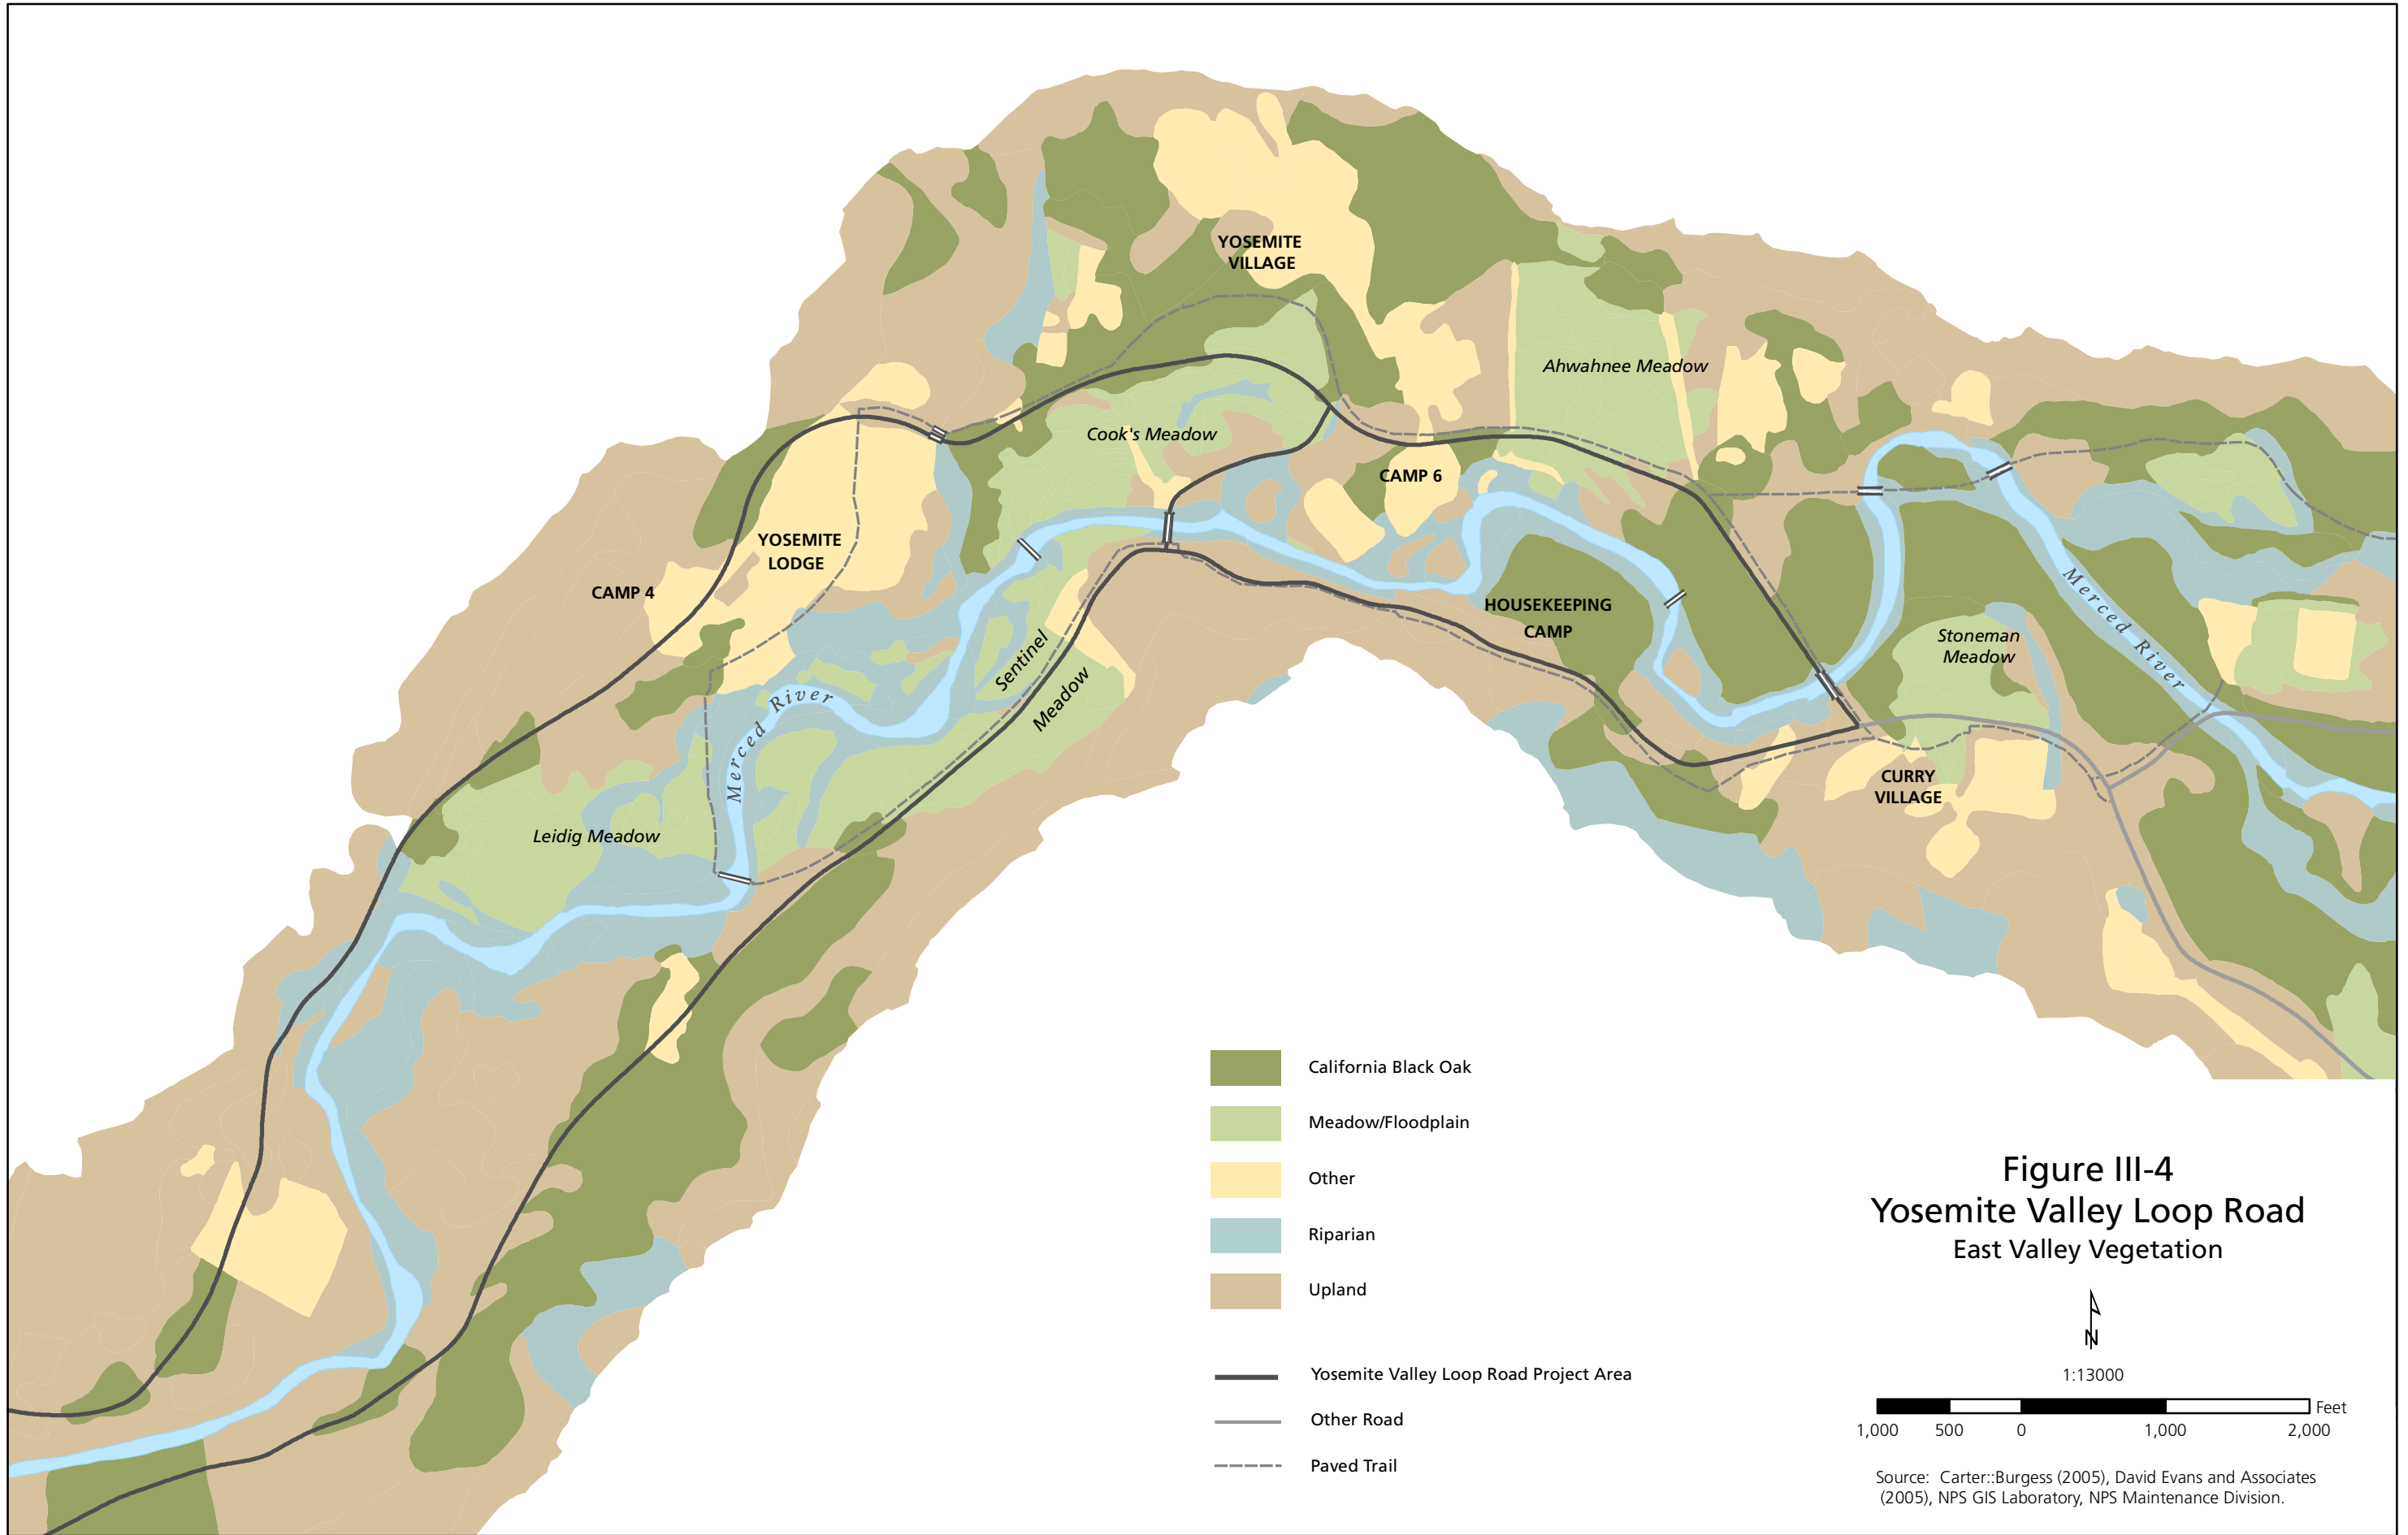 YOSEMITE
VILLAGE
Ahwahnee Meadow
Cook's Meadow
CAMP 6
YOSEMITE
LODGE
CAMP 4
HOUSEKEEPING
CAMP
Stoneman
Meadow
Merced River
Sentinel
Meadow
Merced River
CURRY
VILLAGE
Leidig Meadow
California Black Oak
Meadow/Floodplain
Other
Riparian
Upland
Yosemite Valley Loop Road Project Area
Other Road
Paved Trail
Figure III-4
Yosemite Valley Loop Road
East Valley Vegetation
N
1:13000
Feet
1,000 500 0 1,000 2,000
Source: Carter::Burgess (2005), David Evans and Associates
(2005), NPS GIS Laboratory, NPS Maintenance Division.